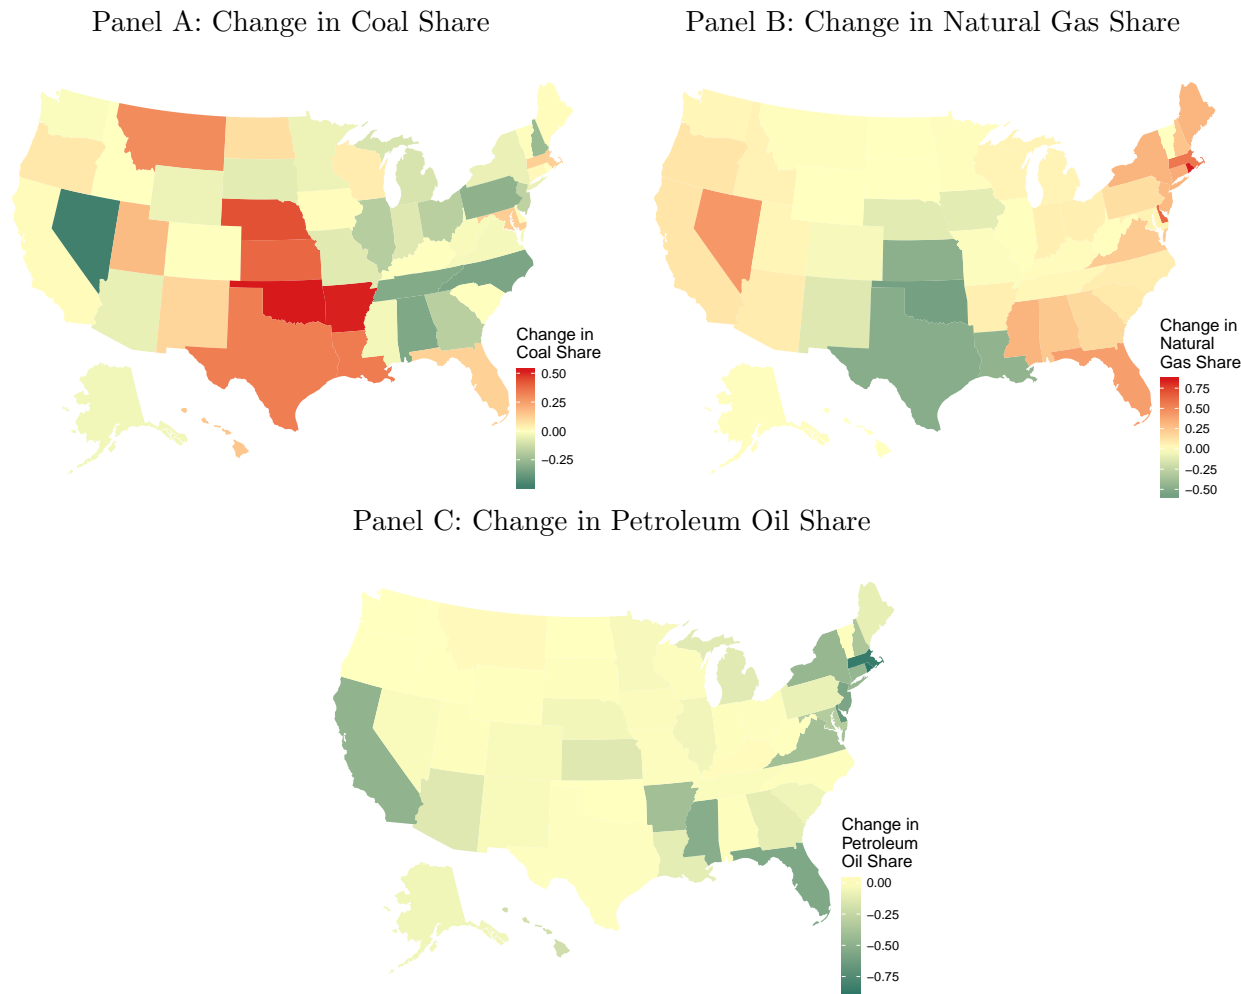 Panel A: Change in Coal Share
Panel B: Change in Natural Gas Share
Change in
Coal Share
0.50
0.25
0.00
−0.25
Change in
Natural
Gas Share
0.75
0.50
0.25
0.00
−0.25
−0.50
Panel C: Change in Petroleum Oil Share
Change in
Petroleum
Oil Share
0.00
−0.25
−0.50
−0.75